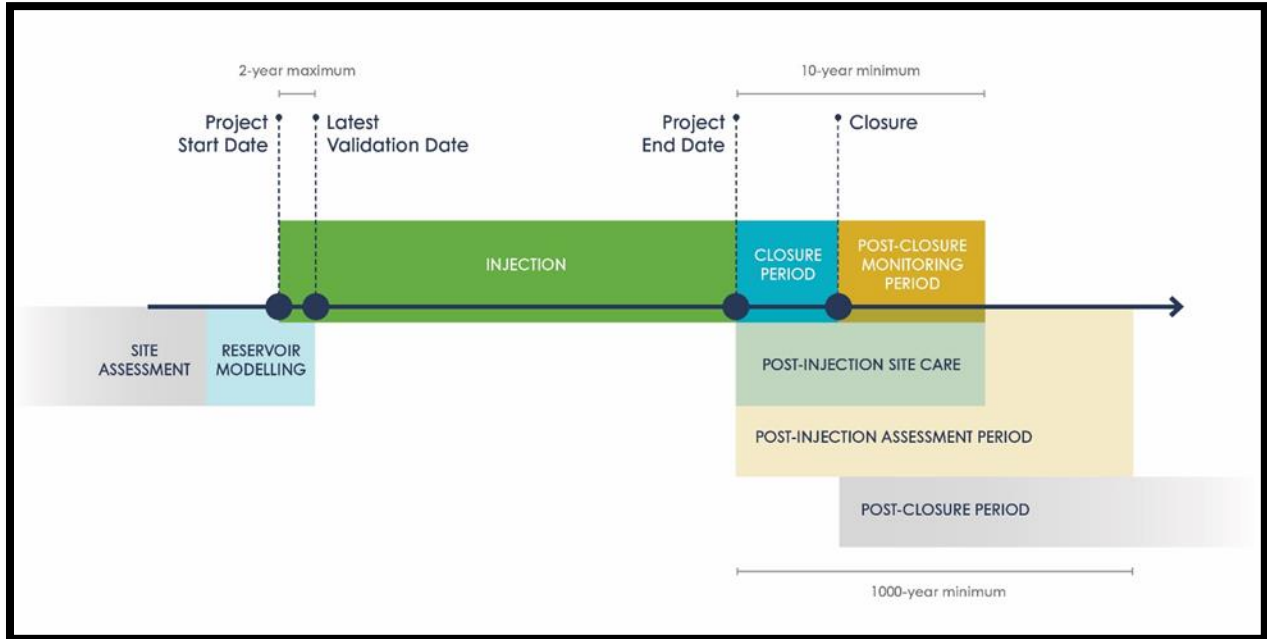 2-year maximum
10-year minimum
Project
Start Date
Latest
Validation Date
Project
End Date
Closure
INJECTION
CLOSURE
PERIOD
POST-CLOSURE
MONITORING
PERIOD
SITE
ASSESSMENT
RESERVOIR
MODELLING
POST-INJECTION SITE CARE
POST-INJECTION ASSESSMENT PERIOD
POST-CLOSURE PERIOD
1000-year minimum